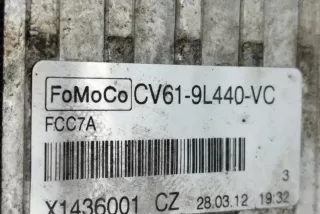 FoMoCo CV61-9L440-VC
FCC7A
3
X1436001 CZ 28.03.12 19:32